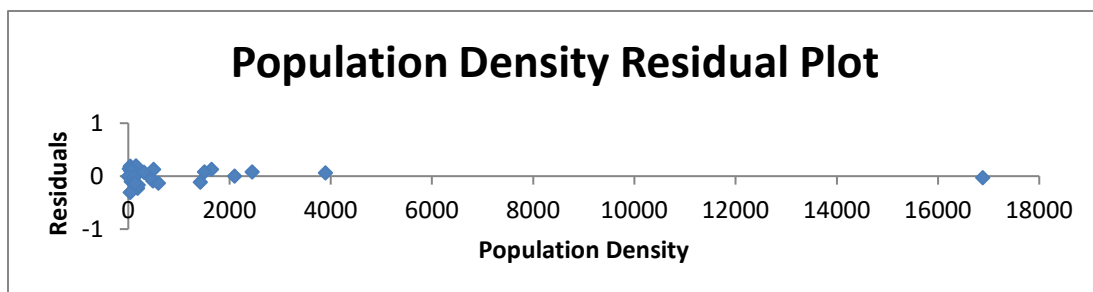 Population Density Residual Plot
Residuals
1
0
-1
0 2000 4000 6000 8000 10000 12000 14000 16000 18000
Population Density